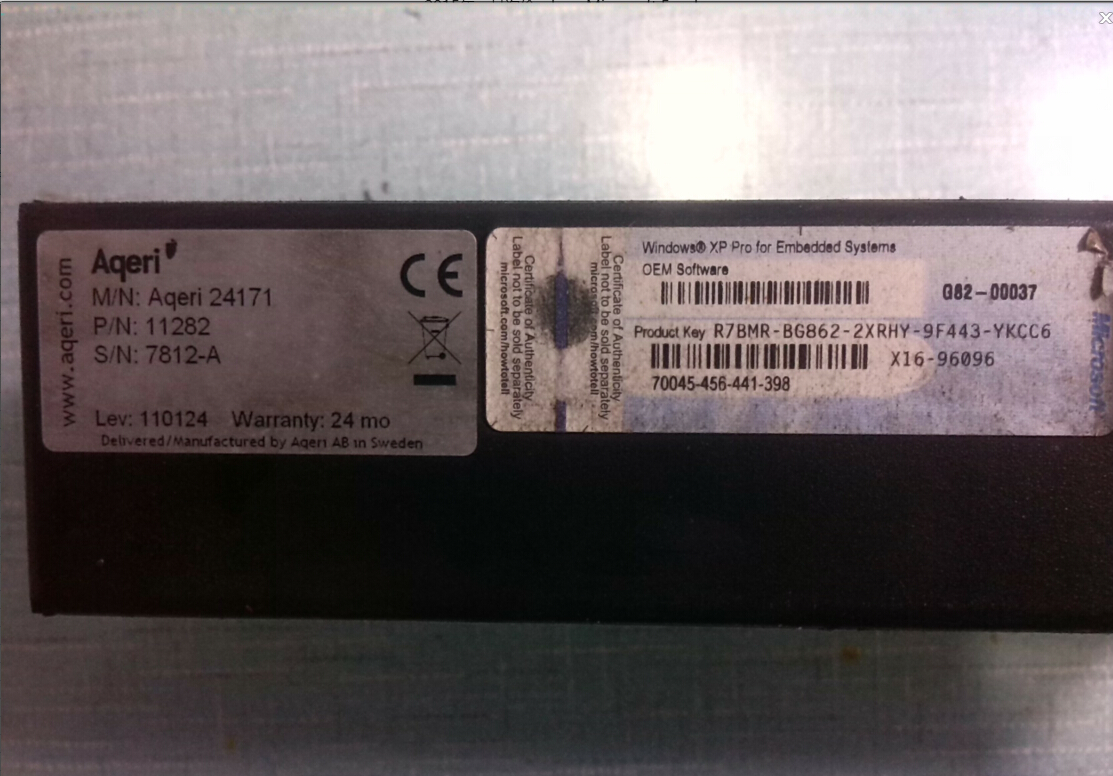 www.aqeri.com
Aqeri
M/N: Aqeri 24171
P/N: 11282
S/N: 7812-A
CE
Lev: 110124 Warranty: 24 mo
Delivered/Manufactured by Aqeri AB in Sweden
Certificate of Authenticity
Label not to be sold separately
microsoft.com/howtotell
Certificate of Authenticity
Label not to be sold separately
Windows® XP Pro for Embedded Systems
OEM Software
G82-00037
Product Key R7BMR-BG862-2XRHY-9F443-YKCC6
X16-96096
70045-456-441-398
Microsoft